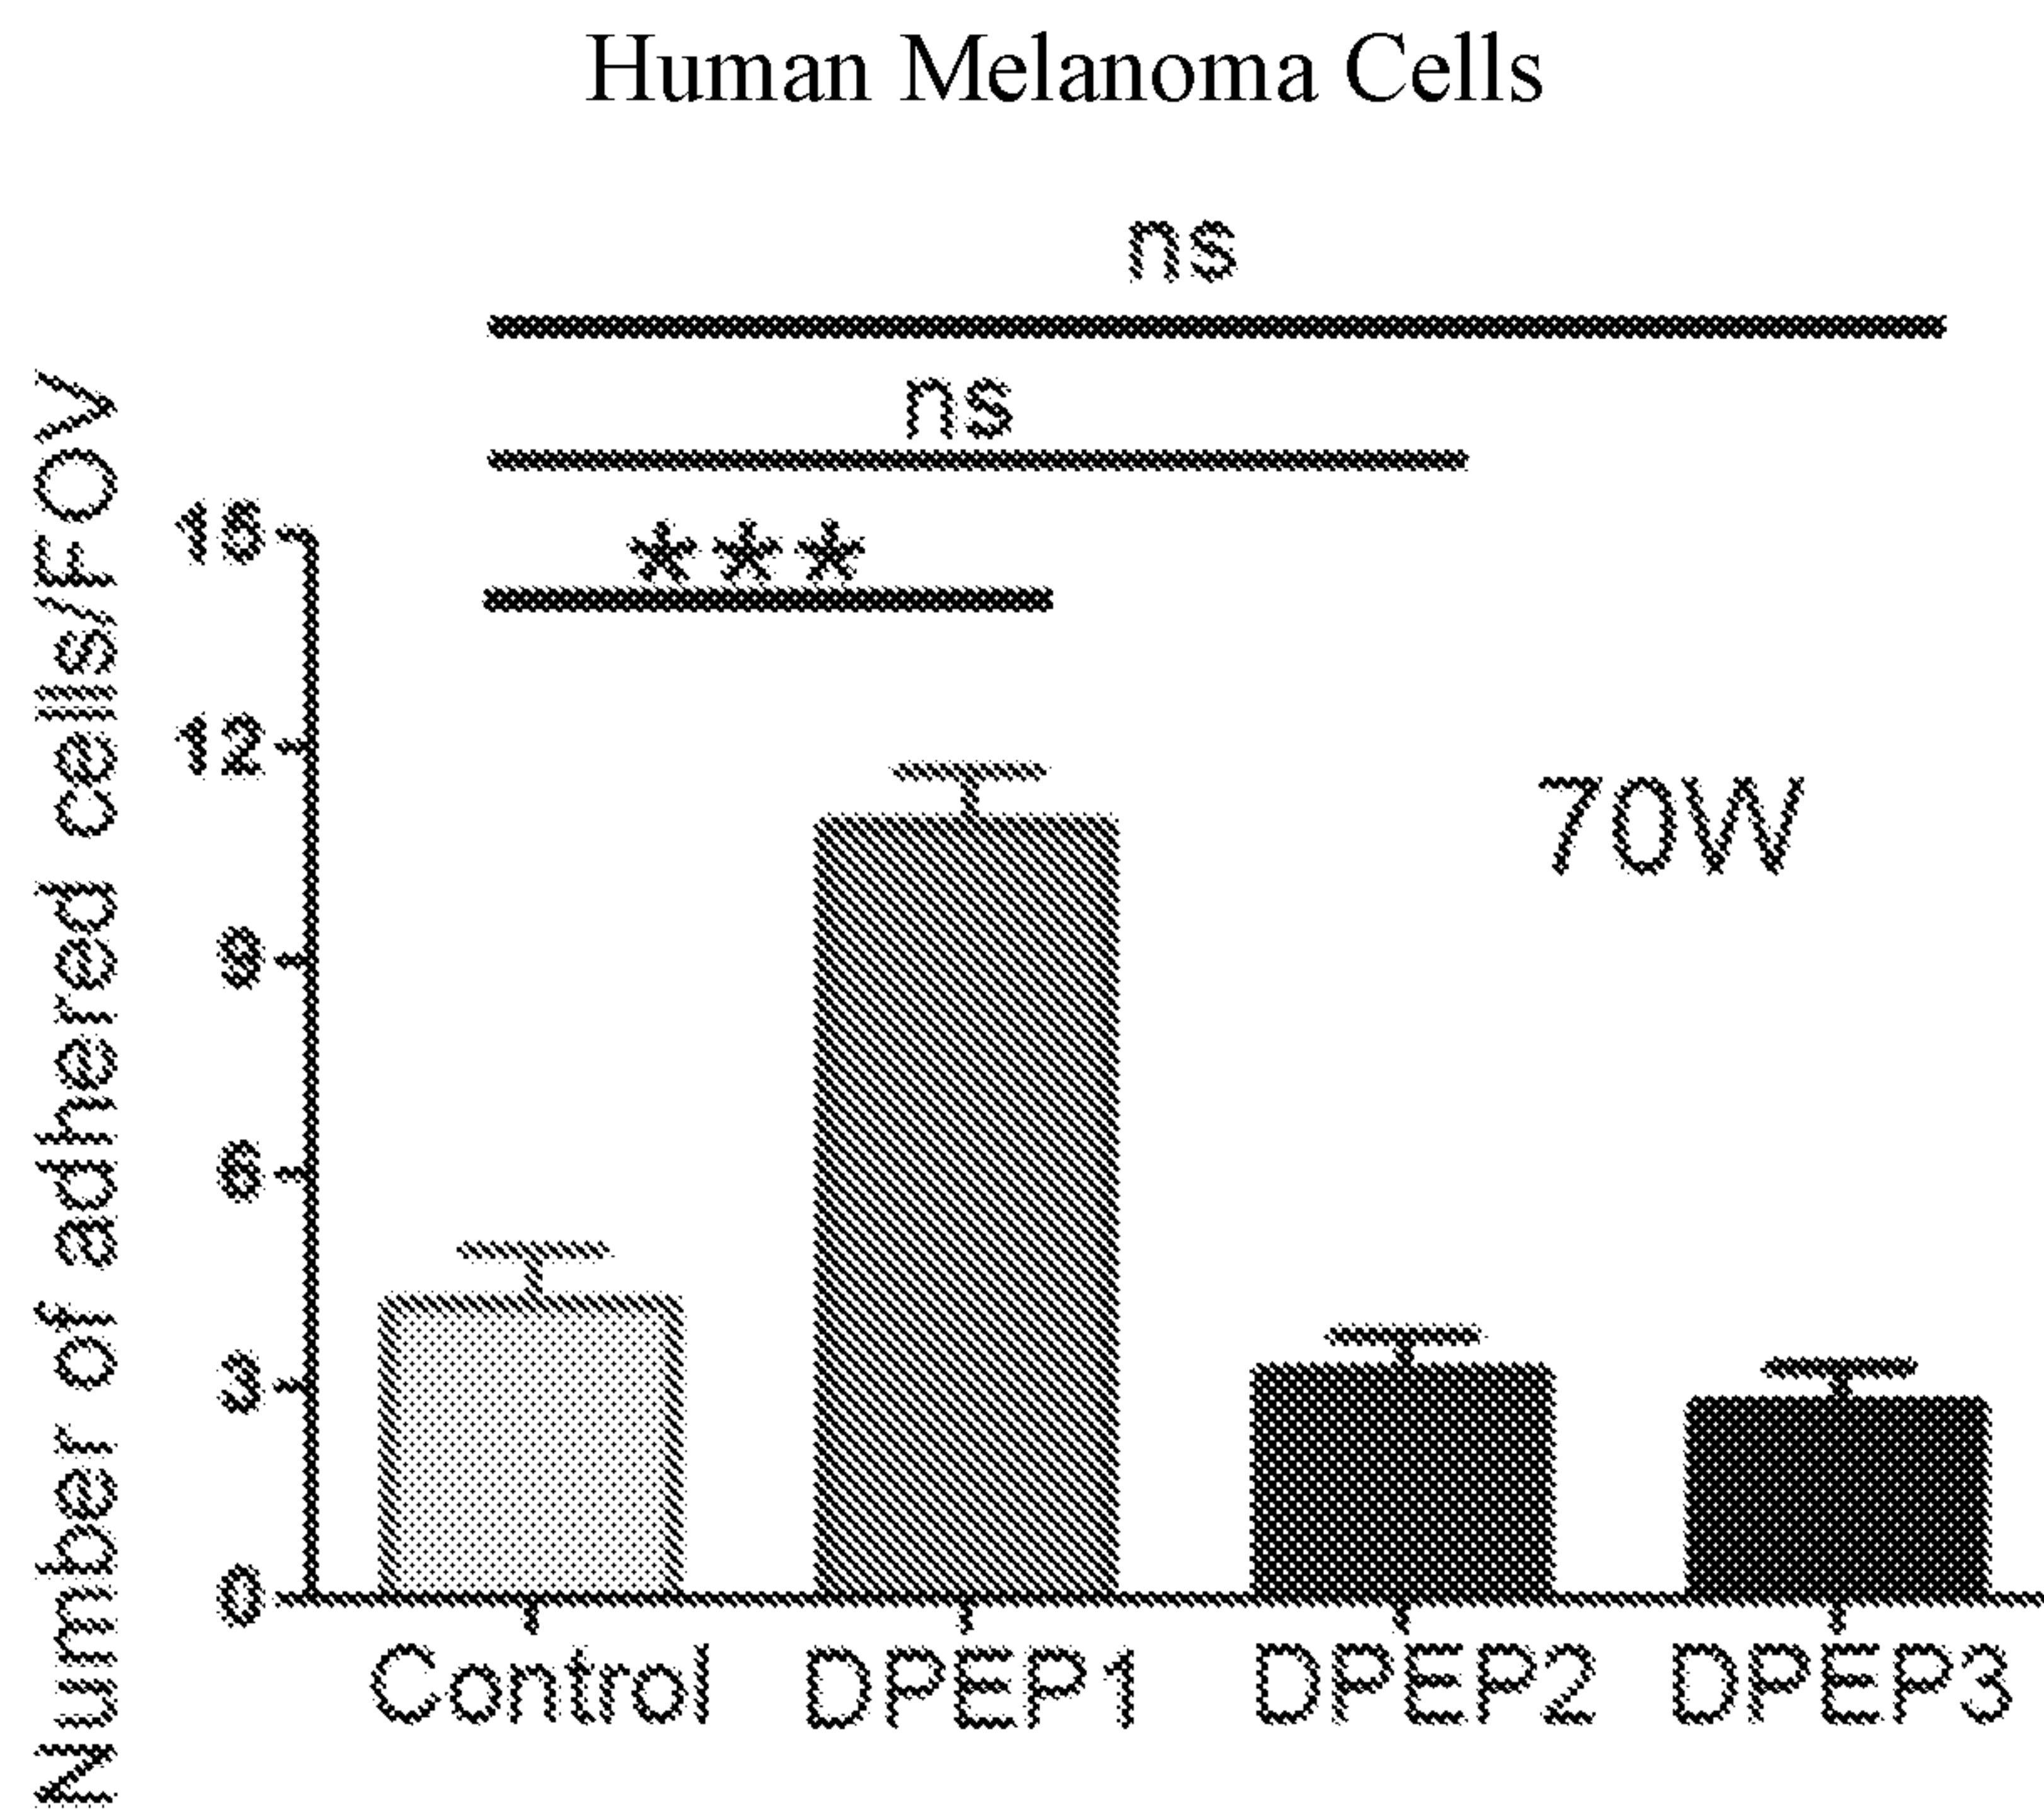 Human Melanoma Cells
ns
ns
***
Number of adhered cells/FOV
15
12
9
6
3
0
70W
Control DPEP1 DPEP2 DPEP3